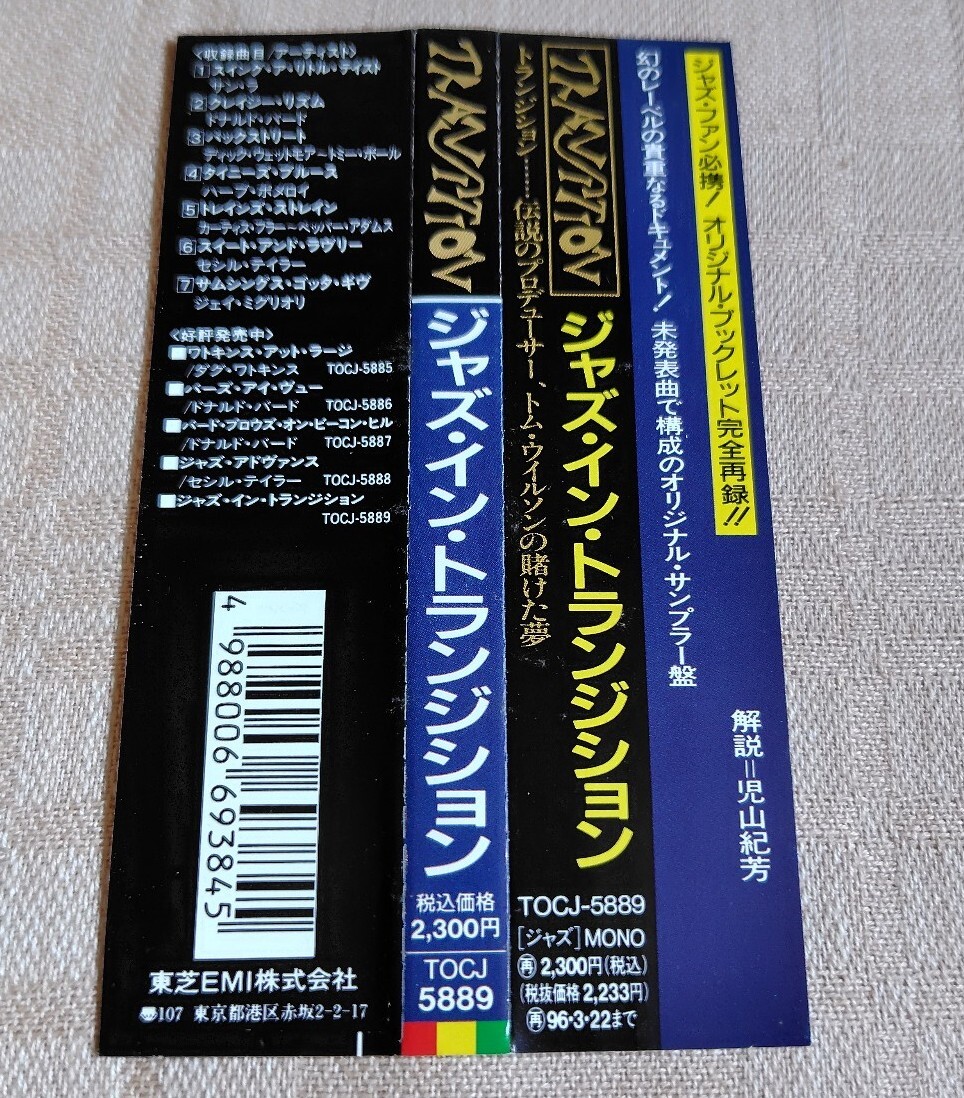 <収録曲目/アーティスト>
1 スイング・ア・リトル・テイスト
サン・ラ
2 クレイジー・リズム
ドナルド・バード
3 バックストリート
ディック・ウェットモア〜トミー・ボール
4 タイニーズ・ブルース
ハーブ・ポメロイ
5 トレインズ・ストレイン
カーティス・フラー〜ペッパー・アダムス
6 スイート・アンド・ラヴリー
セシル・テイラー
7 サムシングス・ゴッタ・ギヴ
ジェイ・ミグリオリ
<好評発売中>
■ワトキンス・アット・ラージ
/ダグ・ワトキンス TOCJ-5885
■バーズ・アイ・ヴュー
/ドナルド・バード TOCJ-5886
■バード・ブロウズ・オン・ビーコン・ヒル
/ドナルド・バード TOCJ-5887
■ジャズ・アドヴァンス
/セシル・テイラー TOCJ-5888
■ジャズ・イン・トランジション
TOCJ-5889
4 988006 693845
東芝EMI株式会社
107 東京都港区赤坂2-2-17
TRANSITION
ジャズ・イン・トランジション
税込価格
2,300円
TOCJ
5889
TRANSITION
ジャズ・イン・トランジション
トランジション……伝説のプロデューサー、トム・ウイルソンの賭けた夢
TOCJ-5889
[ジャズ] MONO
再 2,300円(税込)
(税抜価格2,233円)
再 96・3・22まで
ジャズ・ファン必携! オリジナル・ブックレット完全再録!!
幻のレーベルの貴重なるドキュメント! 未発表曲で構成のオリジナル・サンプラー盤
解説=児山紀芳